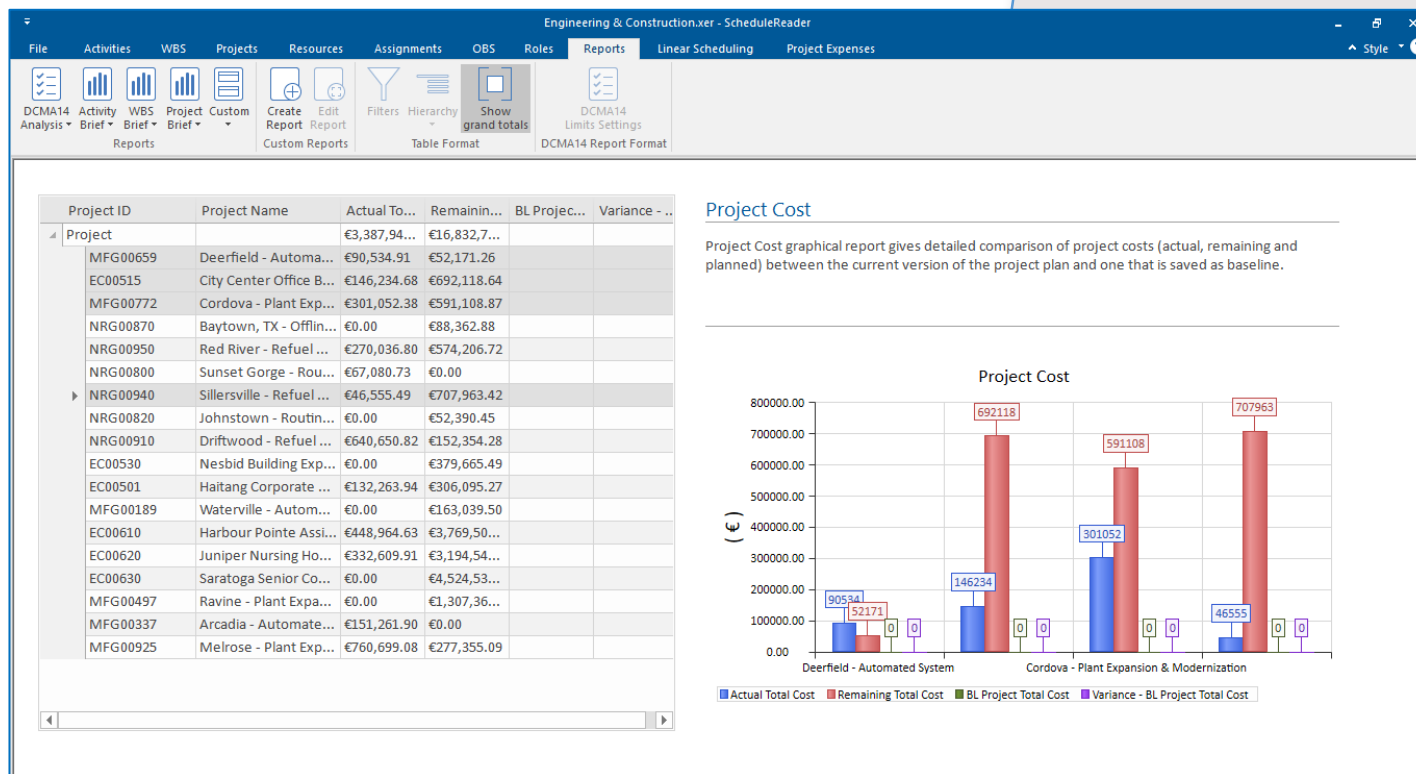 Engineering & Construction.xer - ScheduleReader
File Activities WBS Projects Resources Assignments OBS Roles Reports Linear Scheduling Project Expenses Style
DCMA14 Activity WBS Project Custom Create Edit Filters Hierarchy Show DCMA14
Analysis Brief Brief Brief Report Report grand totals Limits Settings
Reports Custom Reports Table Format DCMA14 Report Format
Project ID Project Name Actual To... Remainin... BL Projec... Variance - ..
Project €3,387,94... €16,832,7...
MFG00659 Deerfield - Automa... €90,534.91 €52,171.26
EC00515 City Center Office B... €146,234.68 €692,118.64
MFG00772 Cordova - Plant Exp... €301,052.38 €591,108.87
NRG00870 Baytown, TX - Offlin... €0.00 €88,362.88
NRG00950 Red River - Refuel ... €270,036.80 €574,206.72
NRG00800 Sunset Gorge - Rou... €67,080.73 €0.00
NRG00940 Sillersville - Refuel ... €46,555.49 €707,963.42
NRG00820 Johnstown - Routin... €0.00 €52,390.45
NRG00910 Driftwood - Refuel ... €640,650.82 €152,354.28
EC00530 Nesbid Building Exp... €0.00 €379,665.49
EC00501 Haitang Corporate ... €132,263.94 €306,095.27
MFG00189 Waterville - Autom... €0.00 €163,039.50
EC00610 Harbour Pointe Assi... €448,964.63 €3,769,50...
EC00620 Juniper Nursing Ho... €332,609.91 €3,194,54...
EC00630 Saratoga Senior Co... €0.00 €4,524,53...
MFG00497 Ravine - Plant Expa... €0.00 €1,307,36...
MFG00337 Arcadia - Automate... €151,261.90 €0.00
MFG00925 Melrose - Plant Exp... €760,699.08 €277,355.09
Project Cost
Project Cost graphical report gives detailed comparison of project costs (actual, remaining and
planned) between the current version of the project plan and one that is saved as baseline.
Project Cost
(€)
800000.00
700000.00
600000.00
500000.00
400000.00
300000.00
200000.00
100000.00
0.00
90534 52171 0 0
146234 692118 0 0
301052 591108 0 0
46555 707963 0 0
Deerfield - Automated System Cordova - Plant Expansion & Modernization
Actual Total Cost Remaining Total Cost BL Project Total Cost Variance - BL Project Total Cost